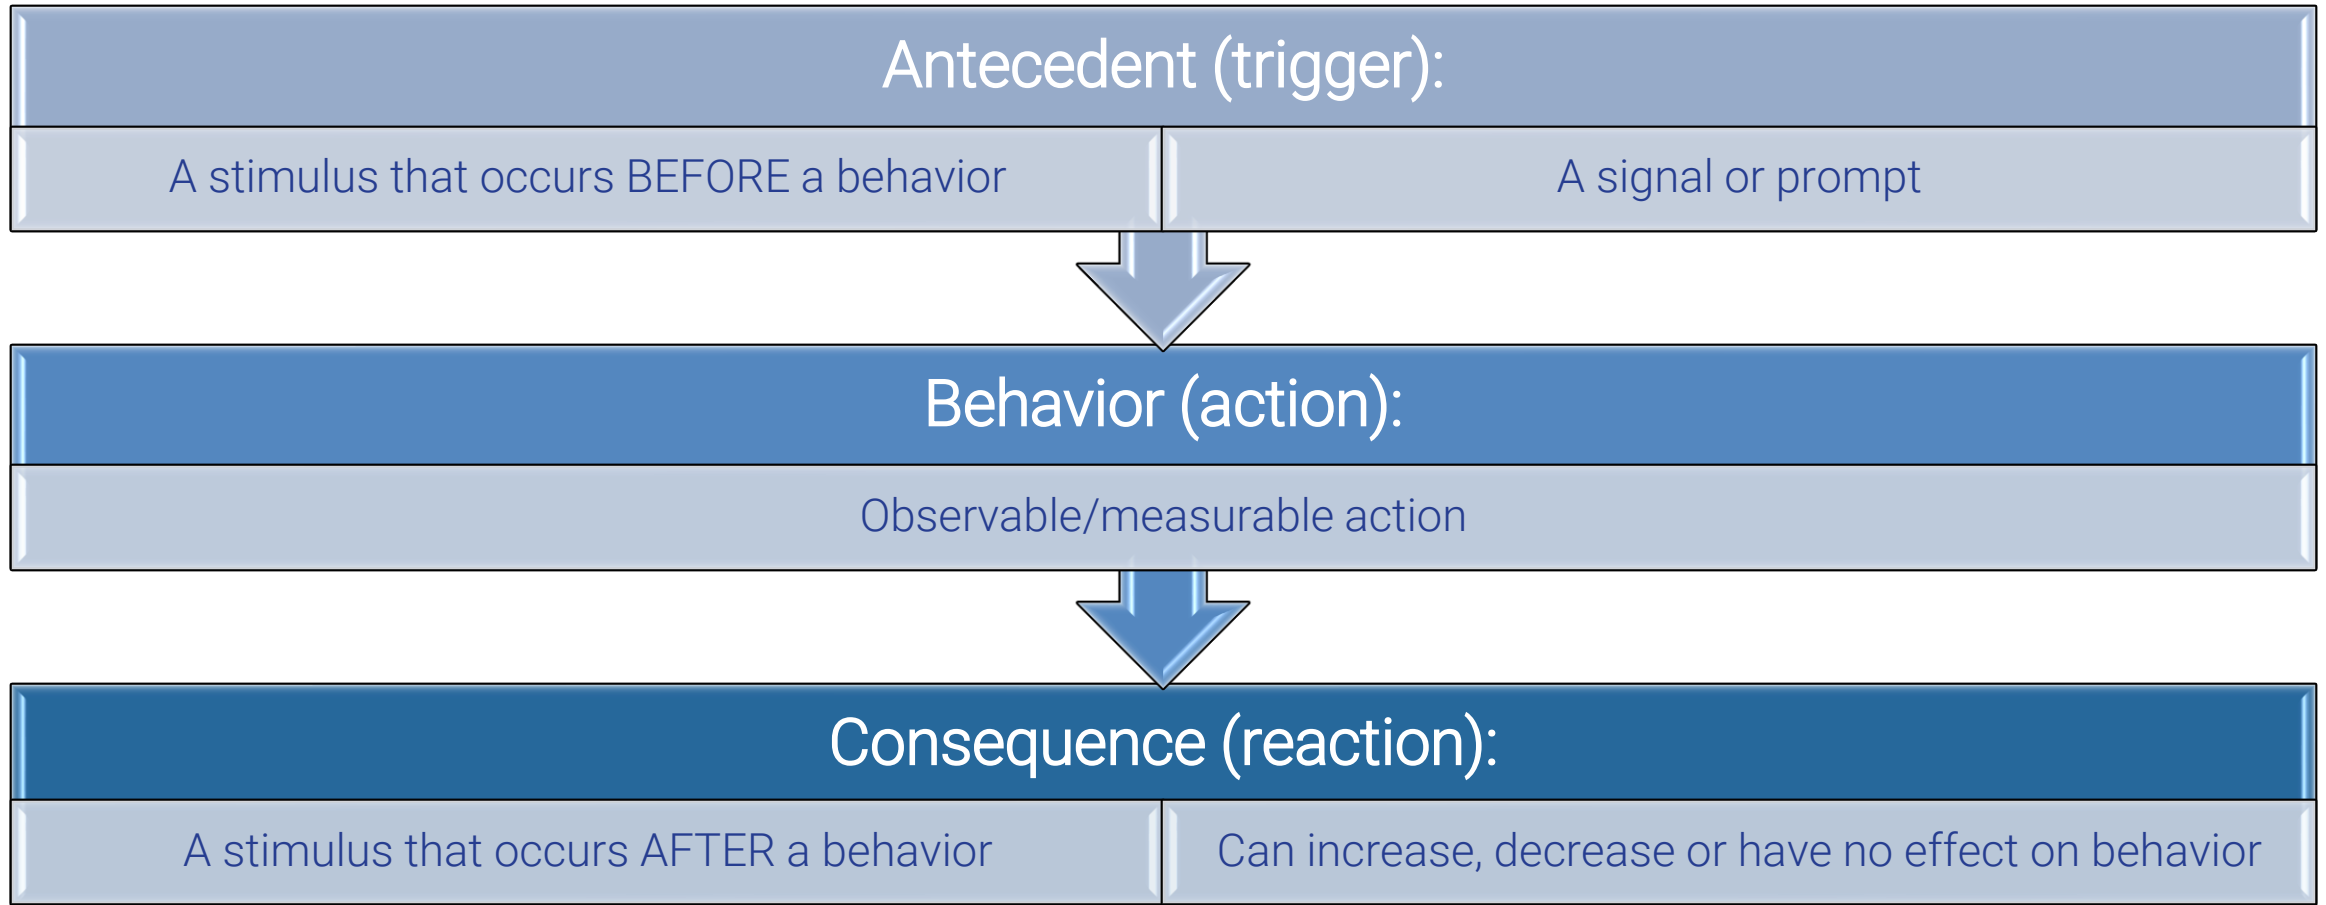 Antecedent (trigger):
A stimulus that occurs BEFORE a behavior
A signal or prompt
Behavior (action):
Observable/measurable action
Consequence (reaction):
A stimulus that occurs AFTER a behavior
Can increase, decrease or have no effect on behavior